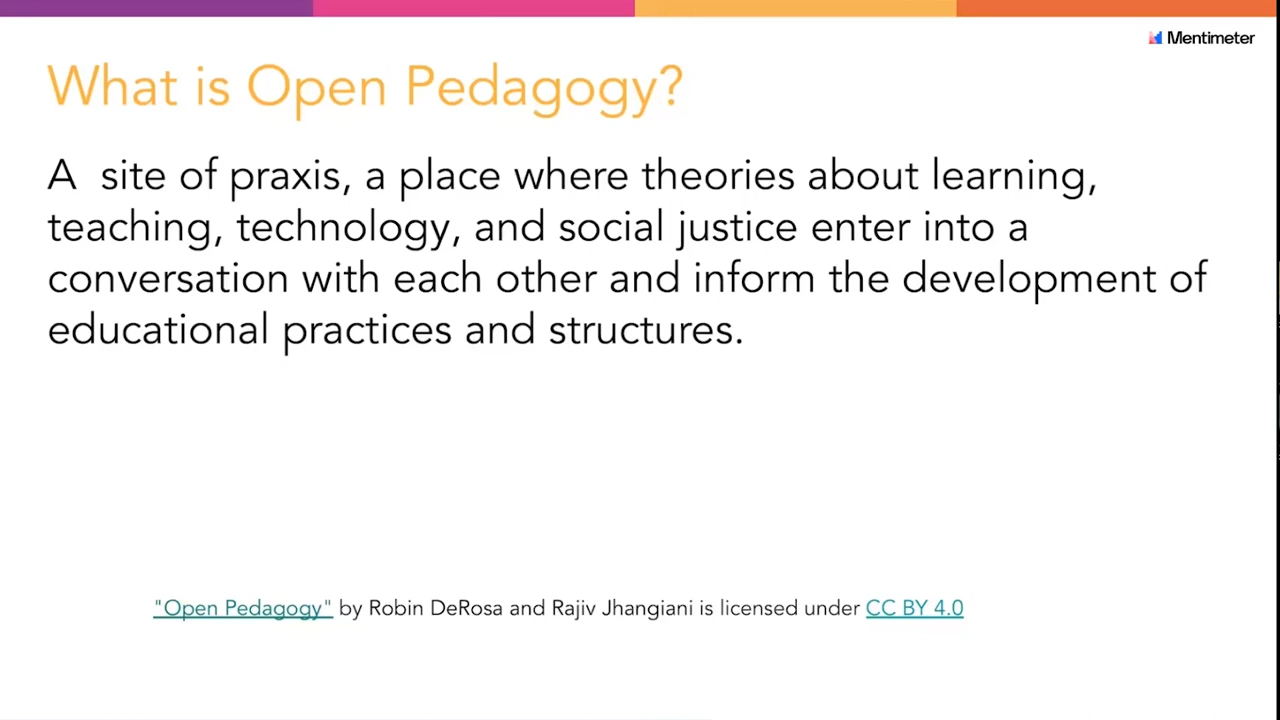 Mentimeter
What is Open Pedagogy?
A  site of praxis, a place where theories about learning,
teaching, technology, and social justice enter into a
conversation with each other and inform the development of
educational practices and structures.
"Open Pedagogy" by Robin DeRosa and Rajiv Jhangiani is licensed under CC BY 4.0